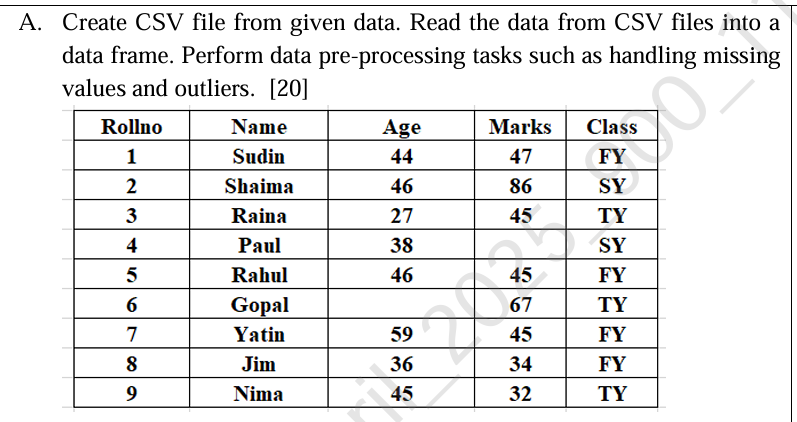 A. Create CSV file from given data. Read the data from CSV files into a
data frame. Perform data pre-processing tasks such as handling missing
values and outliers. [20]
Rollno Name Age Marks Class
1 Sudin 44 47 FY
2 Shaima 46 86 SY
3 Raina 27 45 TY
4 Paul 38 SY
5 Rahul 46 45 FY
6 Gopal 67 TY
7 Yatin 59 45 FY
8 Jim 36 34 FY
9 Nima 45 32 TY